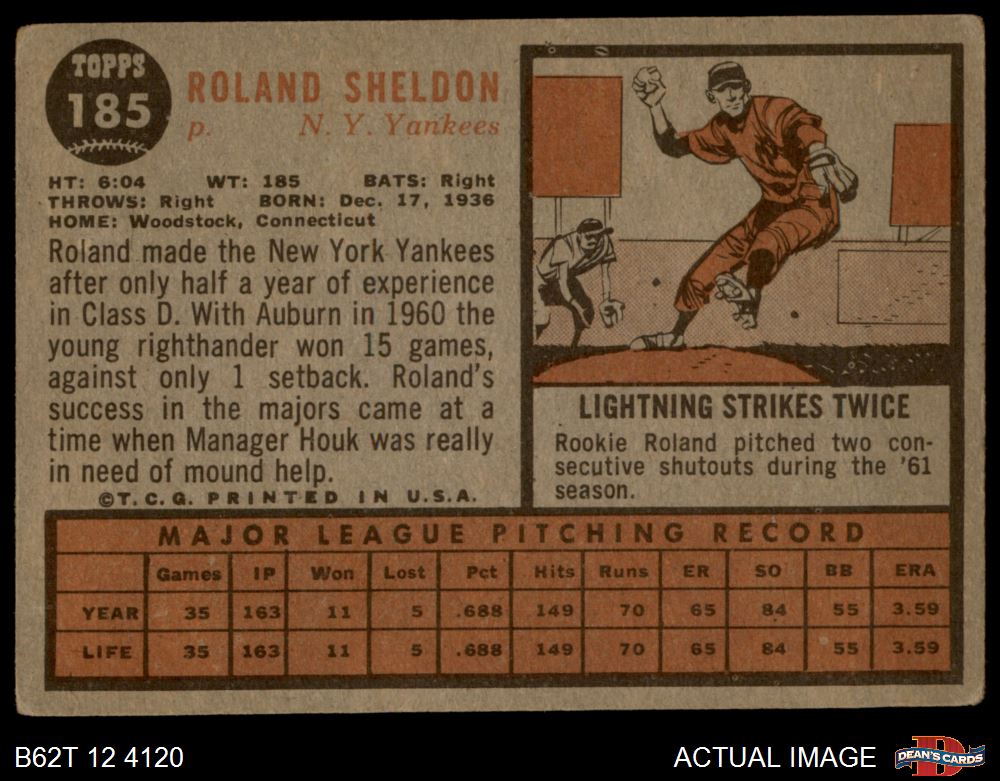 TOPPS
185
ROLAND SHELDON
p. N. Y. Yankees
HT: 6:04 WT: 185 BATS: Right
THROWS: Right BORN: Dec. 17, 1936
HOME: Woodstock, Connecticut
Roland made the New York Yankees
after only half a year of experience
in Class D. With Auburn in 1960 the
young righthander won 15 games,
against only 1 setback. Roland's
success in the majors came at a
time when Manager Houk was really
in need of mound help.
©T.C.G. PRINTED IN U.S.A.
LIGHTNING STRIKES TWICE
Rookie Roland pitched two con-
secutive shutouts during the '61
season.
MAJOR LEAGUE PITCHING RECORD
Games IP Won Lost Pct Hits Runs ER SO BB ERA
YEAR 35 163 11 5 .688 149 70 65 84 55 3.59
LIFE 35 163 11 5 .688 149 70 65 84 55 3.59
B62T 12 4120
ACTUAL IMAGE
D
DEAN'S CARDS